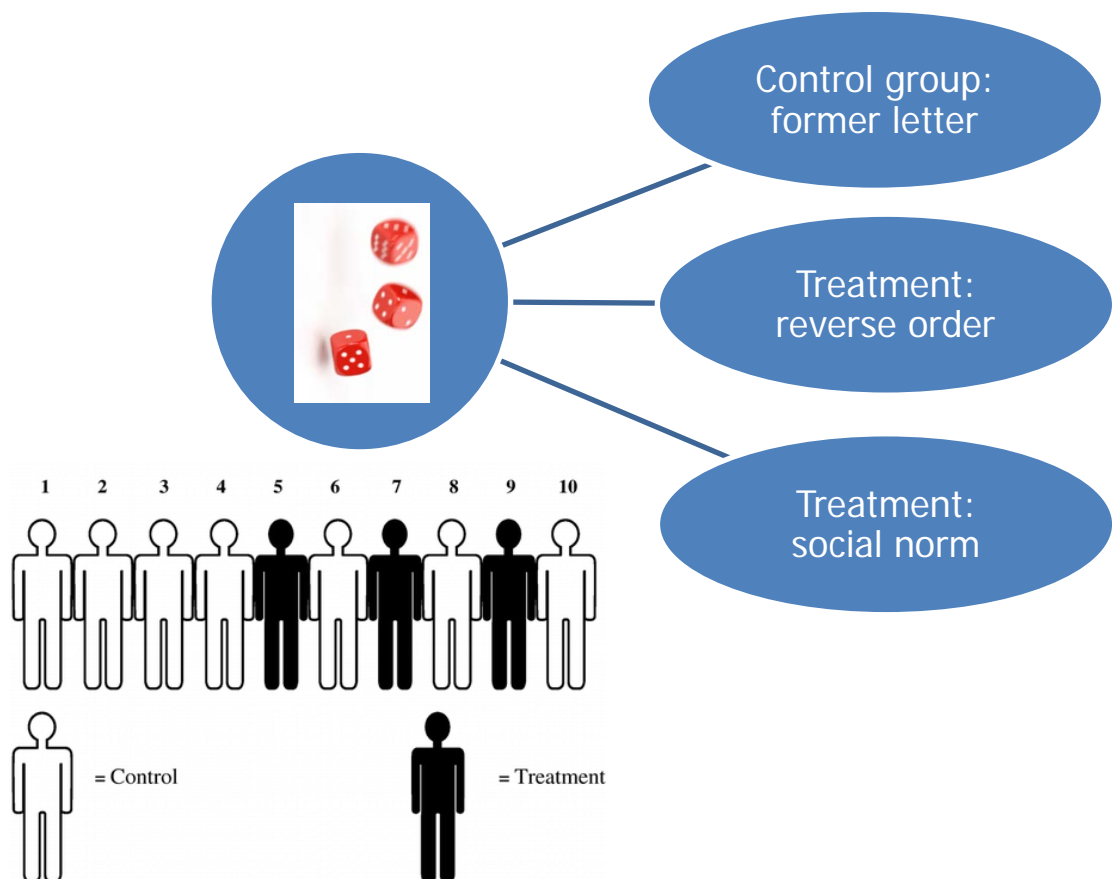 Control group:
former letter
Treatment:
reverse order
Treatment:
social norm
1 2 3 4 5 6 7 8 9 10
= Control
= Treatment